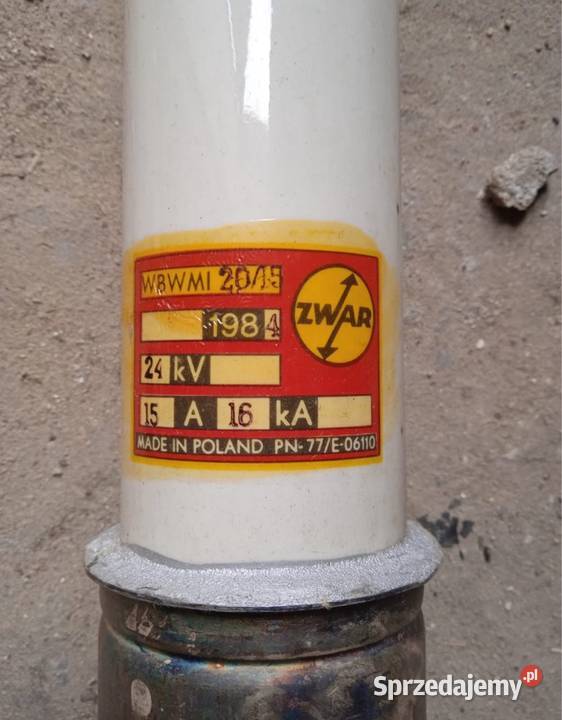 WBWMI 20/15
ZWAR
1984
24 kV
15 A 16 kA
MADE IN POLAND PN-77/E-06110
Sprzedajemy.pl